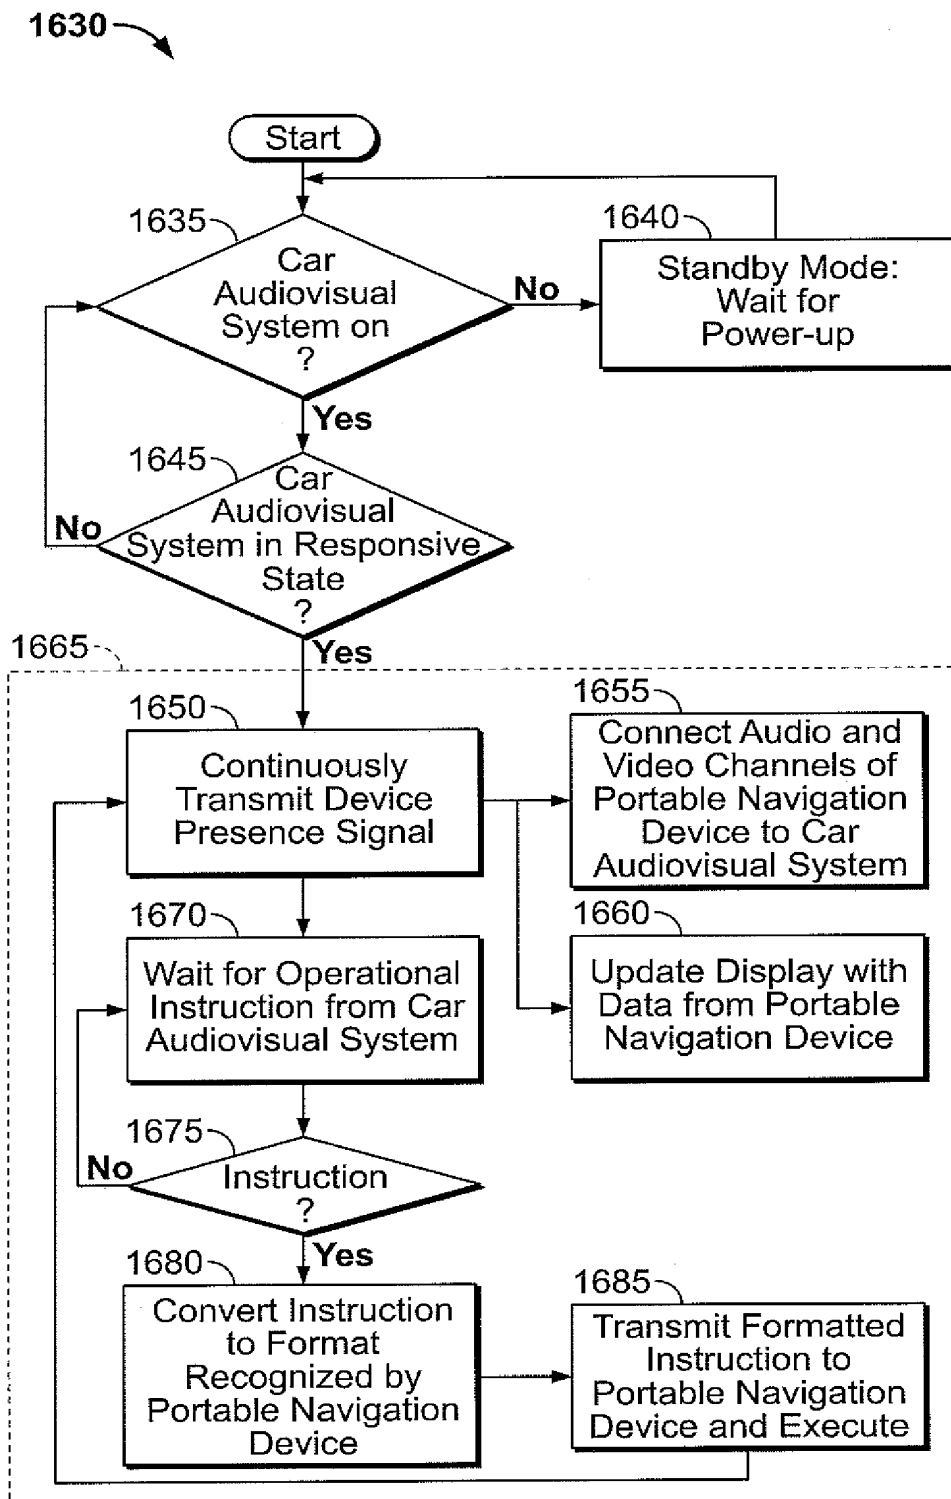 1630
Start
1635
Car
Audiovisual
System on
?
No
1640
Standby Mode:
Wait for
Power-up
Yes
1645
Car
Audiovisual
System in Responsive
State
?
No
Yes
1665
1650
Continuously
Transmit Device
Presence Signal
1655
Connect Audio and
Video Channels of
Portable Navigation
Device to Car
Audiovisual System
1670
Wait for Operational
Instruction from Car
Audiovisual System
1660
Update Display with
Data from Portable
Navigation Device
1675
Instruction
?
No
Yes
1680
Convert Instruction
to Format
Recognized by
Portable Navigation
Device
1685
Transmit Formatted
Instruction to
Portable Navigation
Device and Execute